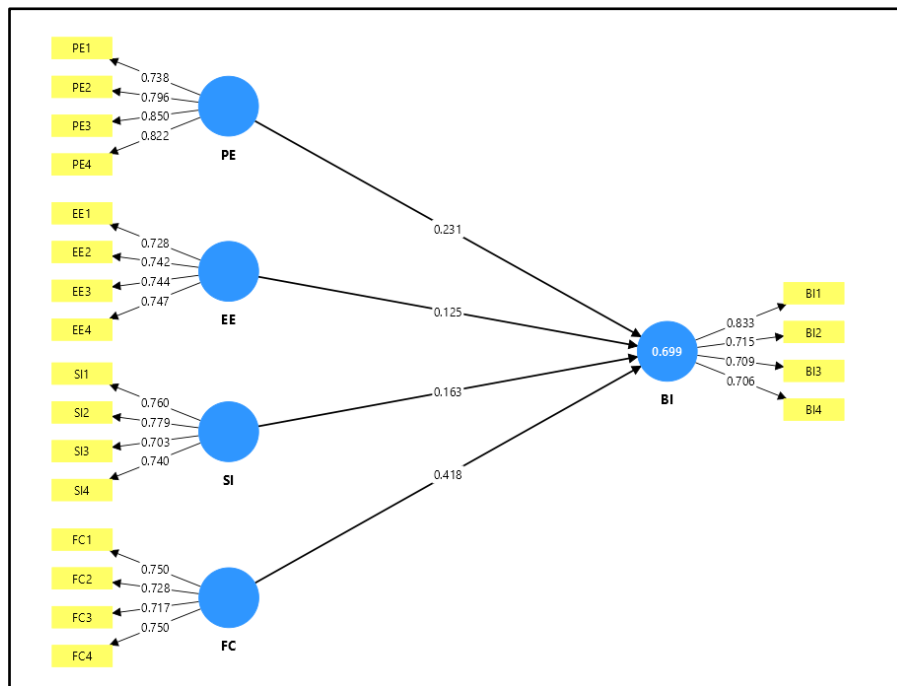 PE1
0.738
PE2
0.796
PE3
0.850
PE4
0.822
PE
EE1
0.728
EE2
0.742
EE3
0.744
EE4
0.747
EE
SI1
0.760
SI2
0.779
SI3
0.703
SI4
0.740
SI
FC1
0.750
FC2
0.728
FC3
0.717
FC4
0.750
FC
0.231
0.125
0.163
0.418
0.699
BI
BI1
0.833
BI2
0.715
BI3
0.709
BI4
0.706